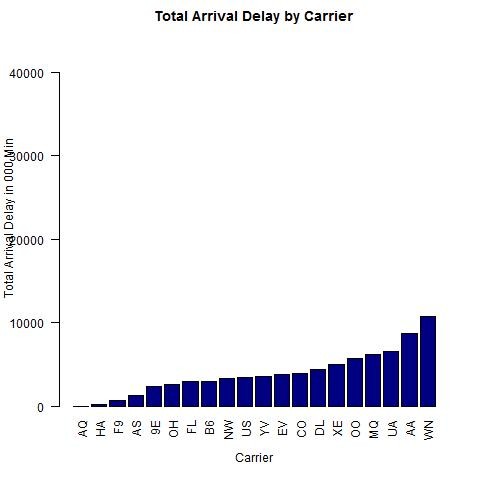 Total Arrival Delay by Carrier
Total Arrival Delay in 000 Min
40000
30000
20000
10000
0
AQ
HA
F9
AS
9E
OH
FL
B6
NW
US
YV
EV
CO
DL
XE
OO
MQ
UA
AA
WN
Carrier